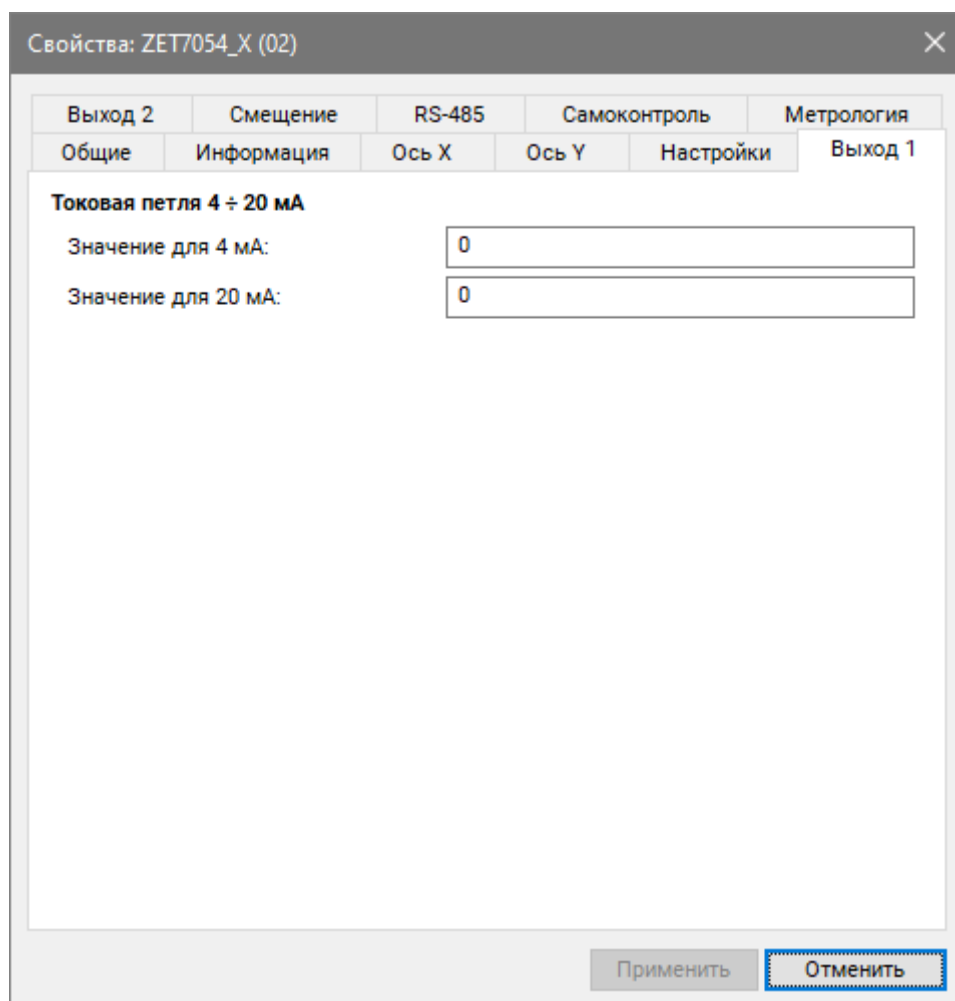 Свойства: ZET7054_X (02)
Выход 2 Смещение RS-485 Самоконтроль Метрология
Общие Информация Ось X Ось Y Настройки Выход 1
Токовая петля 4 ÷ 20 мА
Значение для 4 мА: 0
Значение для 20 мА: 0
Применить Отменить